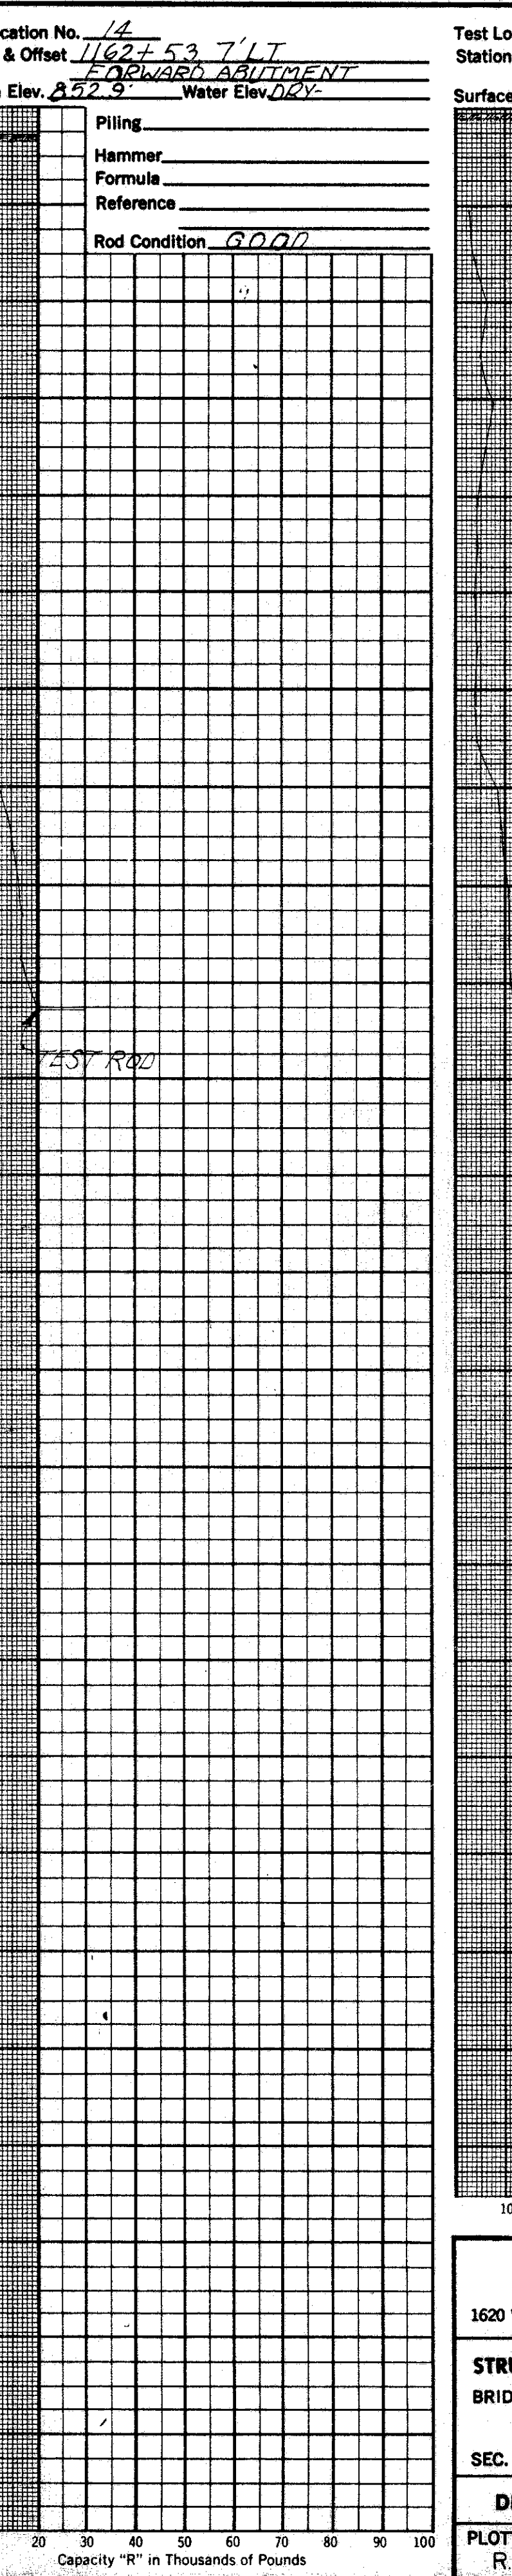 cation No. 14
& Offset 1162+53, 7' LT
FORWARD ABUTMENT
Elev. 852.9' Water Elev. DRY-
Piling
Hammer
Formula
Reference
Rod Condition GOOD
TEST ROD
20 30 40 50 60 70 80 90 100
Capacity "R" in Thousands of Pounds
Test Lo
Station
Surface
10
1620
STRU
BRID
SEC.
D
PLOT
R